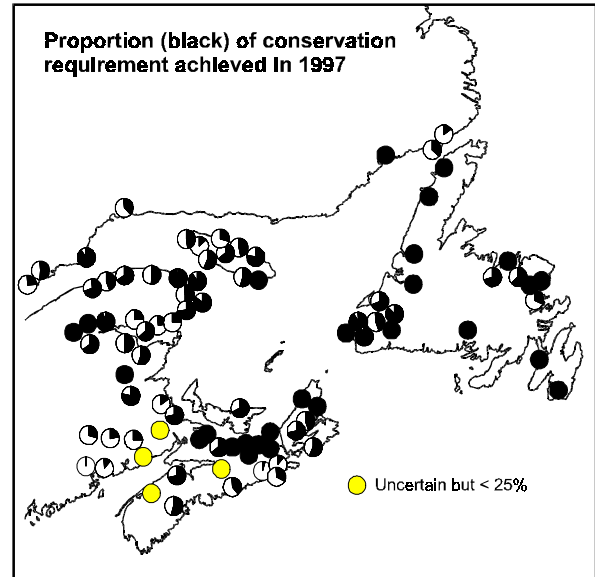 Proportion (black) of conservation
requirement achieved in 1997
Uncertain but < 25%